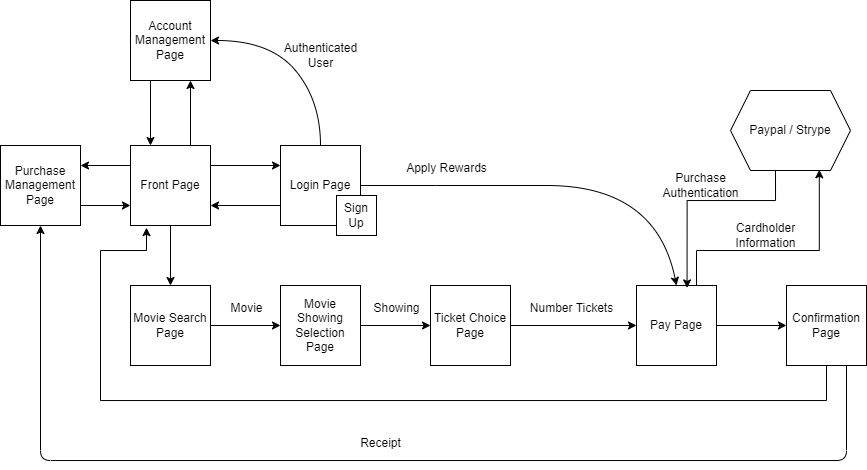 Account
Management
Page
Authenticated
User
Paypal / Strype
Purchase
Management
Page
Front Page
Login Page
Sign
Up
Apply Rewards
Purchase
Authentication
Cardholder
Information
Movie Search
Page
Movie
Movie
Showing
Selection
Page
Showing
Ticket Choice
Page
Number Tickets
Pay Page
Confirmation
Page
Receipt